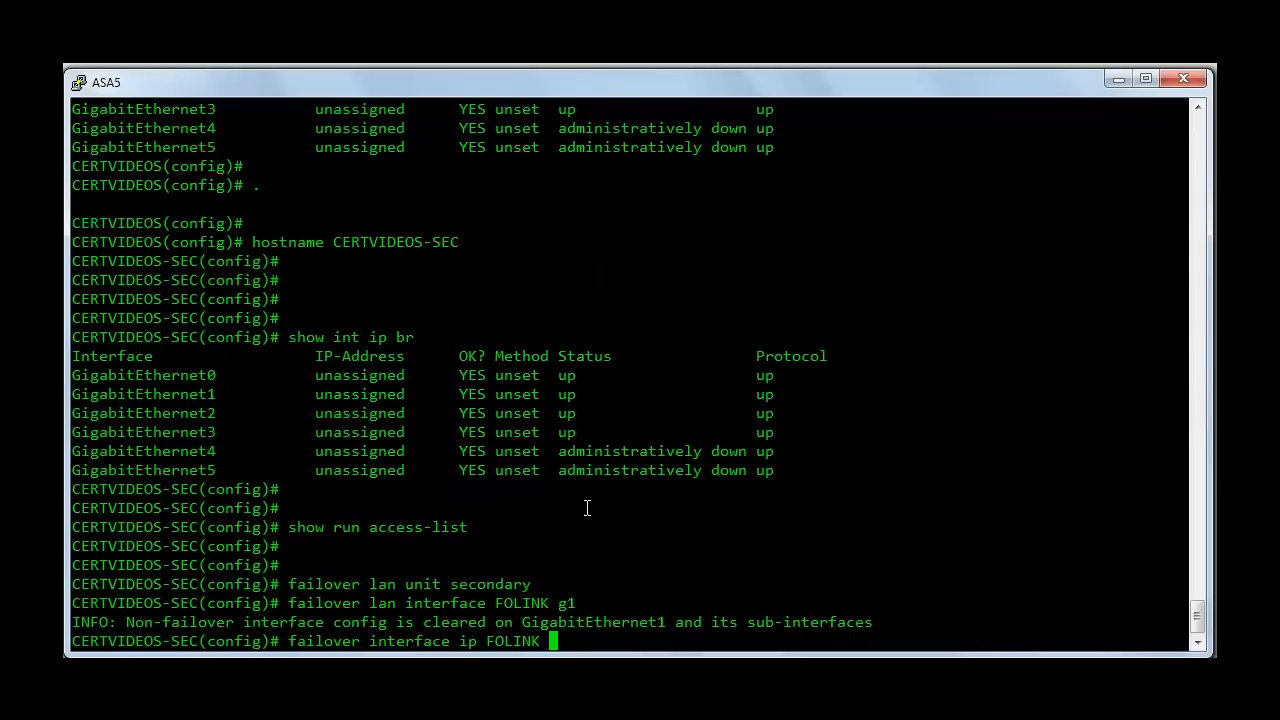 ASA5
GigabitEthernet3 unassigned YES unset up up
GigabitEthernet4 unassigned YES unset administratively down up
GigabitEthernet5 unassigned YES unset administratively down up
CERTVIDEOS(config)#
CERTVIDEOS(config)# .
CERTVIDEOS(config)#
CERTVIDEOS(config)# hostname CERTVIDEOS-SEC
CERTVIDEOS-SEC(config)#
CERTVIDEOS-SEC(config)#
CERTVIDEOS-SEC(config)#
CERTVIDEOS-SEC(config)#
CERTVIDEOS-SEC(config)# show int ip br
Interface IP-Address OK? Method Status Protocol
GigabitEthernet0 unassigned YES unset up up
GigabitEthernet1 unassigned YES unset up up
GigabitEthernet2 unassigned YES unset up up
GigabitEthernet3 unassigned YES unset up up
GigabitEthernet4 unassigned YES unset administratively down up
GigabitEthernet5 unassigned YES unset administratively down up
CERTVIDEOS-SEC(config)#
CERTVIDEOS-SEC(config)#
CERTVIDEOS-SEC(config)# show run access-list
CERTVIDEOS-SEC(config)#
CERTVIDEOS-SEC(config)#
CERTVIDEOS-SEC(config)# failover lan unit secondary
CERTVIDEOS-SEC(config)# failover lan interface FOLINK g1
INFO: Non-failover interface config is cleared on GigabitEthernet1 and its sub-interfaces
CERTVIDEOS-SEC(config)# failover interface ip FOLINK